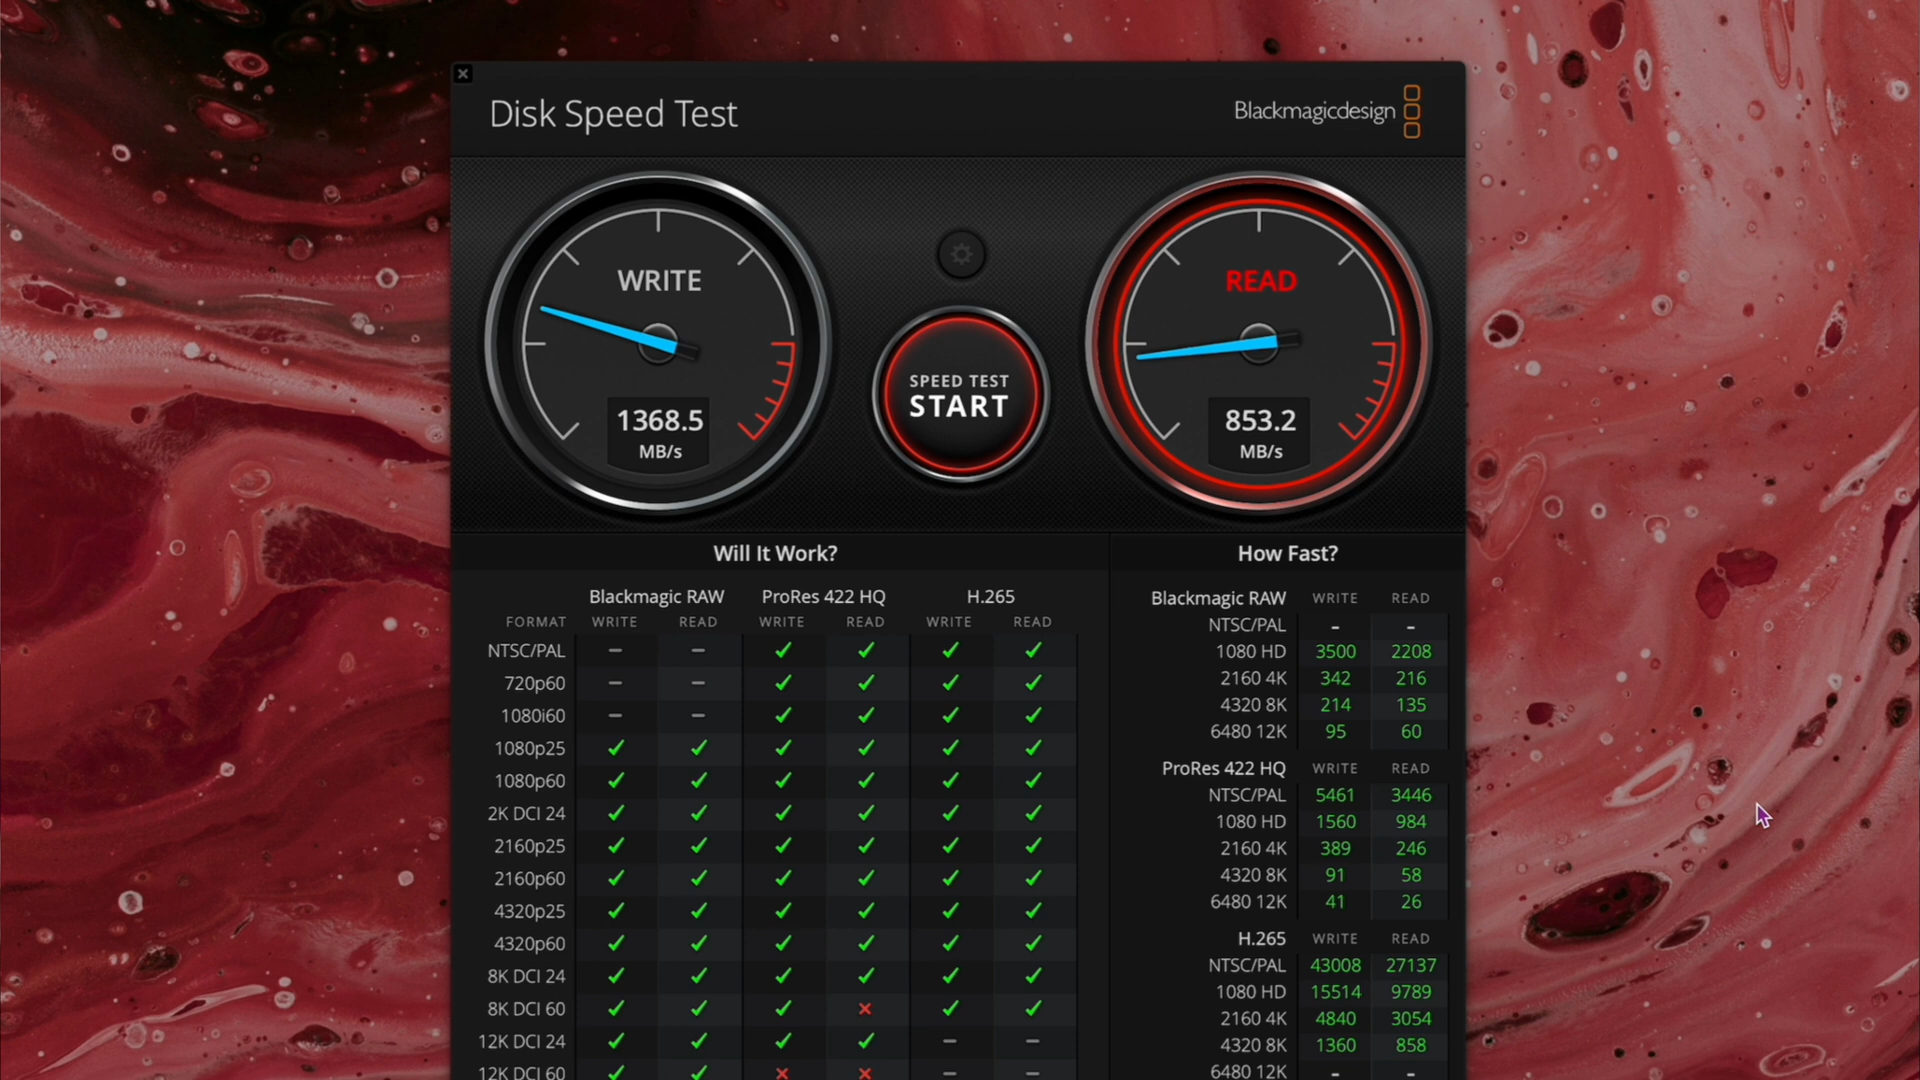 Disk Speed Test
Blackmagicdesign
WRITE
1368.5
MB/s
SPEED TEST
START
READ
853.2
MB/s
Will It Work?
Blackmagic RAW ProRes 422 HQ H.265
FORMAT WRITE READ WRITE READ WRITE READ
NTSC/PAL – – ✓ ✓ ✓ ✓
720p60 – – ✓ ✓ ✓ ✓
1080i60 – – ✓ ✓ ✓ ✓
1080p25 ✓ ✓ ✓ ✓ ✓ ✓
1080p60 ✓ ✓ ✓ ✓ ✓ ✓
2K DCI 24 ✓ ✓ ✓ ✓ ✓ ✓
2160p25 ✓ ✓ ✓ ✓ ✓ ✓
2160p60 ✓ ✓ ✓ ✓ ✓ ✓
4320p25 ✓ ✓ ✓ ✓ ✓ ✓
4320p60 ✓ ✓ ✓ ✓ ✓ ✓
8K DCI 24 ✓ ✓ ✓ ✓ ✓ ✓
8K DCI 60 ✓ ✓ ✓ ✗ ✓ ✓
12K DCI 24 ✓ ✓ ✓ ✓ – –
12K DCI 60 ✓ ✓ ✗ ✗ – –
How Fast?
Blackmagic RAW WRITE READ
NTSC/PAL - -
1080 HD 3500 2208
2160 4K 342 216
4320 8K 214 135
6480 12K 95 60
ProRes 422 HQ WRITE READ
NTSC/PAL 5461 3446
1080 HD 1560 984
2160 4K 389 246
4320 8K 91 58
6480 12K 41 26
H.265 WRITE READ
NTSC/PAL 43008 27137
1080 HD 15514 9789
2160 4K 4840 3054
4320 8K 1360 858
6480 12K - -